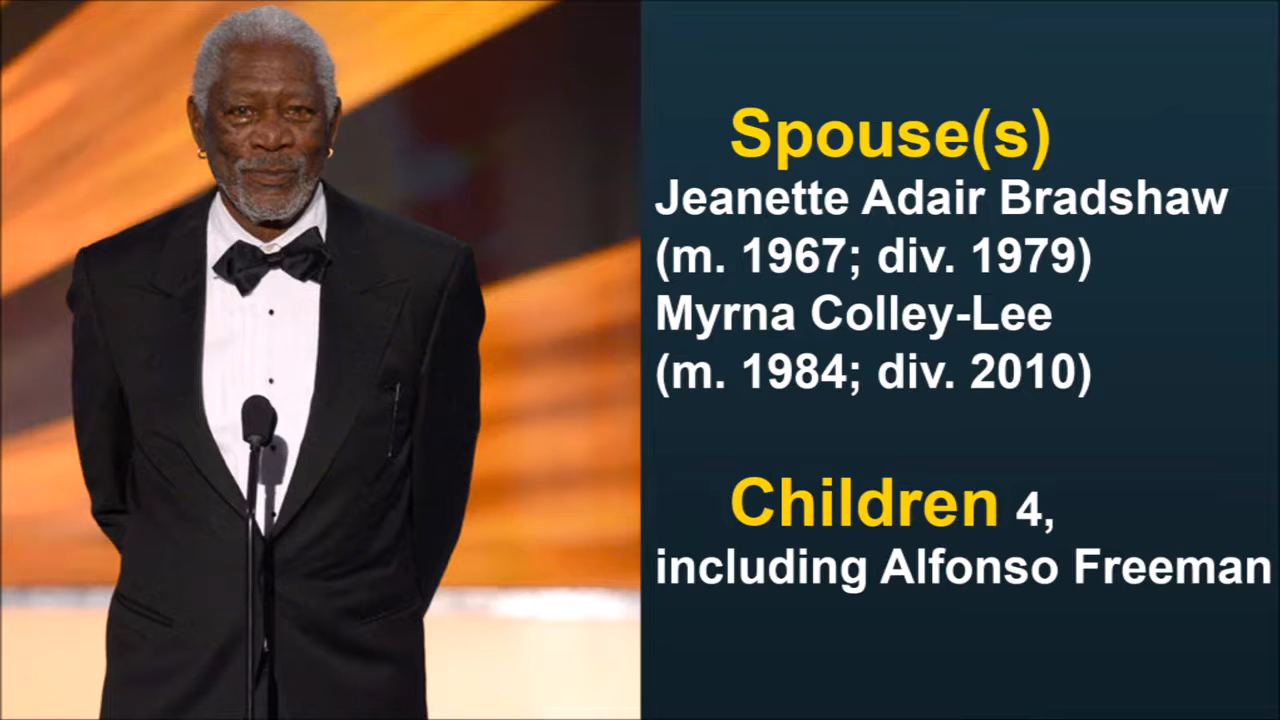 Spouse(s)
Jeanette Adair Bradshaw
(m. 1967; div. 1979)
Myrna Colley-Lee
(m. 1984; div. 2010)
Children 4,
including Alfonso Freeman